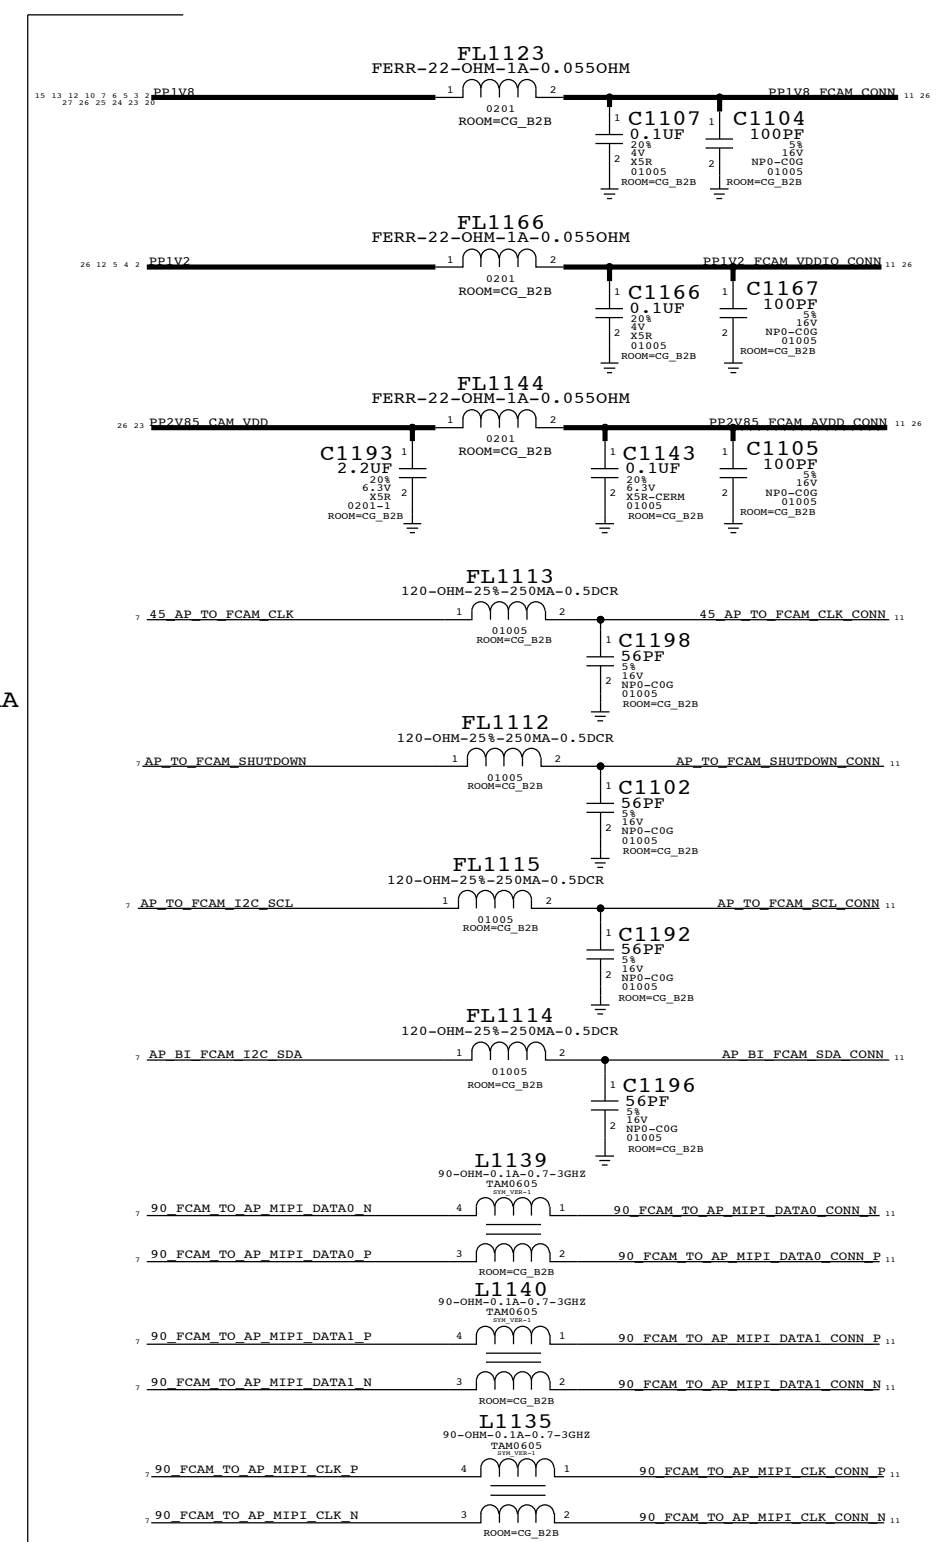 FL1123
FERR-22-OHM-1A-0.055OHM
15 13 12 10 7 6 5 3 2 PP1V8 1 2 PP1V8_FCAM_CONN 11 26
27 26 25 24 23 20
0201
ROOM=CG_B2B
1 C1107 1 C1104
0.1UF 100PF
20% 5%
4V 16V
2 X5R 2 NP0-C0G
01005 01005
ROOM=CG_B2B ROOM=CG_B2B
FL1166
FERR-22-OHM-1A-0.055OHM
26 12 5 4 2 PP1V2 1 2 PP1V2_FCAM_VDDIO_CONN 11 26
0201
ROOM=CG_B2B
1 C1166 1 C1167
0.1UF 100PF
20% 5%
4V 16V
2 X5R 2 NP0-C0G
01005 01005
ROOM=CG_B2B ROOM=CG_B2B
FL1144
FERR-22-OHM-1A-0.055OHM
26 23 PP2V85_CAM_VDD 1 2 PP2V85_FCAM_AVDD_CONN 11 26
0201
ROOM=CG_B2B
C1193 1 1 C1143 1 C1105
2.2UF 0.1UF 100PF
20% 20% 5%
6.3V 6.3V 16V
X5R 2 2 X5R-CERM 2 NP0-C0G
0201-1 01005 01005
ROOM=CG_B2B ROOM=CG_B2B ROOM=CG_B2B
FL1113
120-OHM-25%-250MA-0.5DCR
7 45_AP_TO_FCAM_CLK 1 2 45_AP_TO_FCAM_CLK_CONN 11
01005
ROOM=CG_B2B
1 C1198
56PF
5%
16V
2 NP0-C0G
01005
ROOM=CG_B2B
A
FL1112
120-OHM-25%-250MA-0.5DCR
7 AP_TO_FCAM_SHUTDOWN 1 2 AP_TO_FCAM_SHUTDOWN_CONN 11
01005
ROOM=CG_B2B
1 C1102
56PF
5%
16V
2 NP0-C0G
01005
ROOM=CG_B2B
FL1115
120-OHM-25%-250MA-0.5DCR
7 AP_TO_FCAM_I2C_SCL 1 2 AP_TO_FCAM_SCL_CONN 11
01005
ROOM=CG_B2B
1 C1192
56PF
5%
16V
2 NP0-C0G
01005
ROOM=CG_B2B
FL1114
120-OHM-25%-250MA-0.5DCR
7 AP_BI_FCAM_I2C_SDA 1 2 AP_BI_FCAM_SDA_CONN 11
01005
ROOM=CG_B2B
1 C1196
56PF
5%
16V
2 NP0-C0G
01005
ROOM=CG_B2B
L1139
90-OHM-0.1A-0.7-3GHZ
TAM0605
SYM_VER-1
7 90_FCAM_TO_AP_MIPI_DATA0_N 4 1 90_FCAM_TO_AP_MIPI_DATA0_CONN_N 11
7 90_FCAM_TO_AP_MIPI_DATA0_P 3 2 90_FCAM_TO_AP_MIPI_DATA0_CONN_P 11
ROOM=CG_B2B
L1140
90-OHM-0.1A-0.7-3GHZ
TAM0605
SYM_VER-1
7 90_FCAM_TO_AP_MIPI_DATA1_P 4 1 90_FCAM_TO_AP_MIPI_DATA1_CONN_P 11
7 90_FCAM_TO_AP_MIPI_DATA1_N 3 2 90_FCAM_TO_AP_MIPI_DATA1_CONN_N 11
ROOM=CG_B2B
L1135
90-OHM-0.1A-0.7-3GHZ
TAM0605
SYM_VER-1
7 90_FCAM_TO_AP_MIPI_CLK_P 4 1 90_FCAM_TO_AP_MIPI_CLK_CONN_P 11
7 90_FCAM_TO_AP_MIPI_CLK_N 3 2 90_FCAM_TO_AP_MIPI_CLK_CONN_N 11
ROOM=CG_B2B